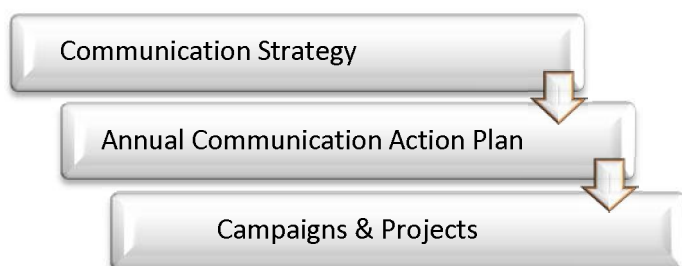 Communication Strategy
Annual Communication Action Plan
Campaigns & Projects